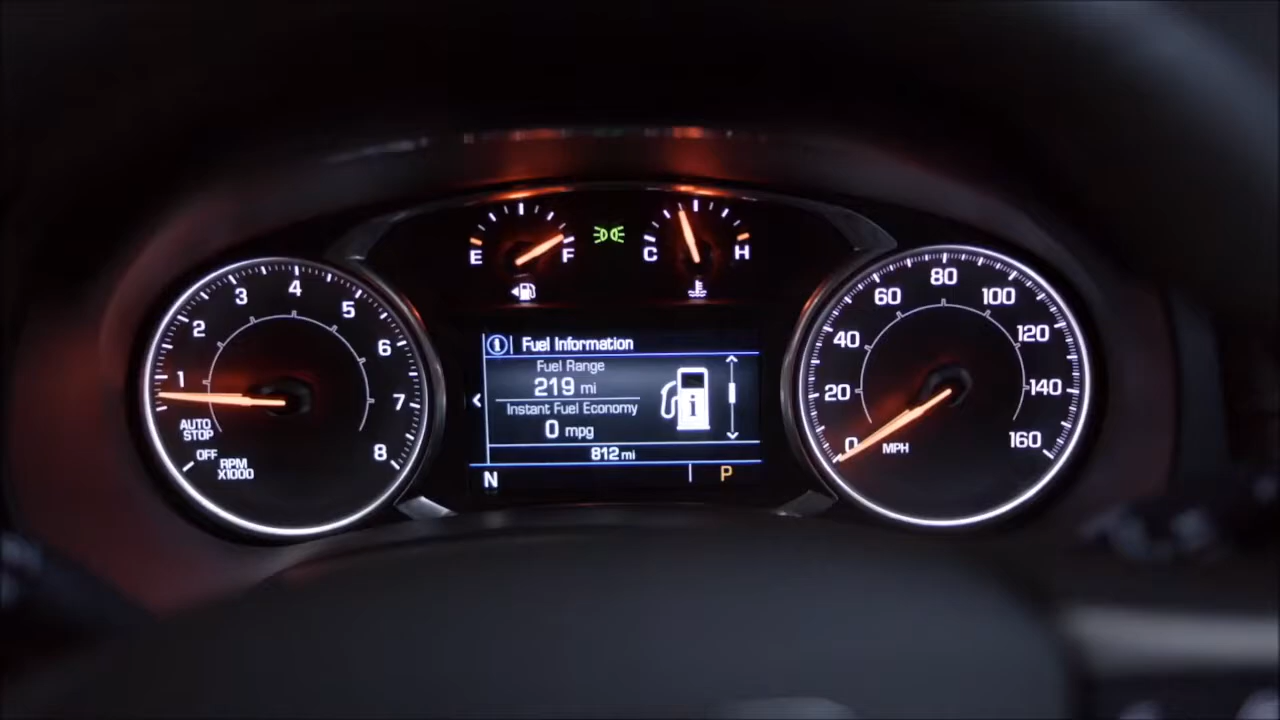 E F
C H
1
2
3
4
5
6
7
8
AUTO
STOP
OFF
RPM
X1000
i Fuel Information
Fuel Range
219 mi
Instant Fuel Economy
0 mpg
i
812 mi
N P
0
20
40
60
80
100
120
140
160
MPH